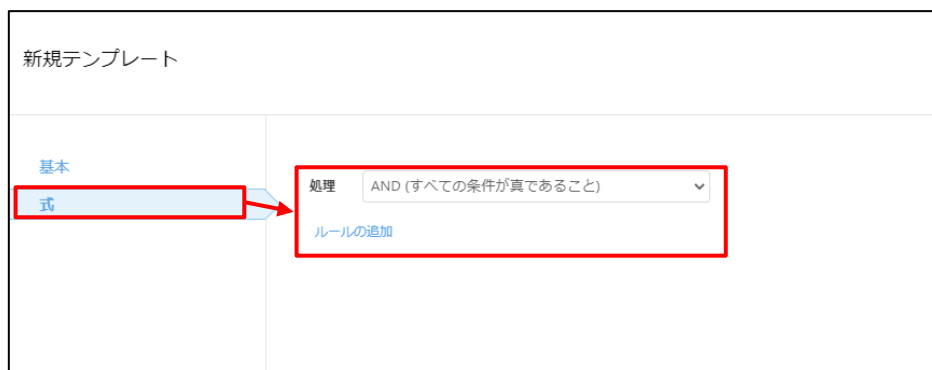 新規テンプレート
基本
式
処理 AND (すべての条件が真であること)
ルールの追加